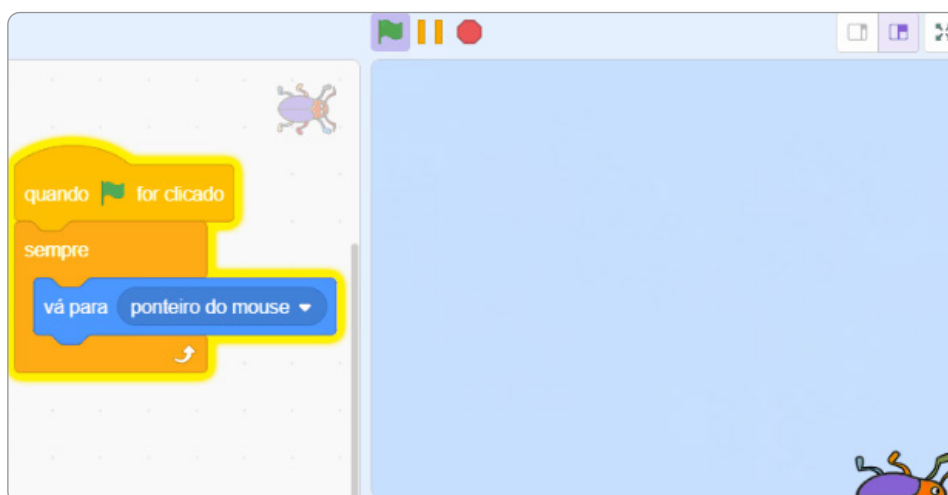 quando for clicado
sempre
vá para ponteiro do mouse